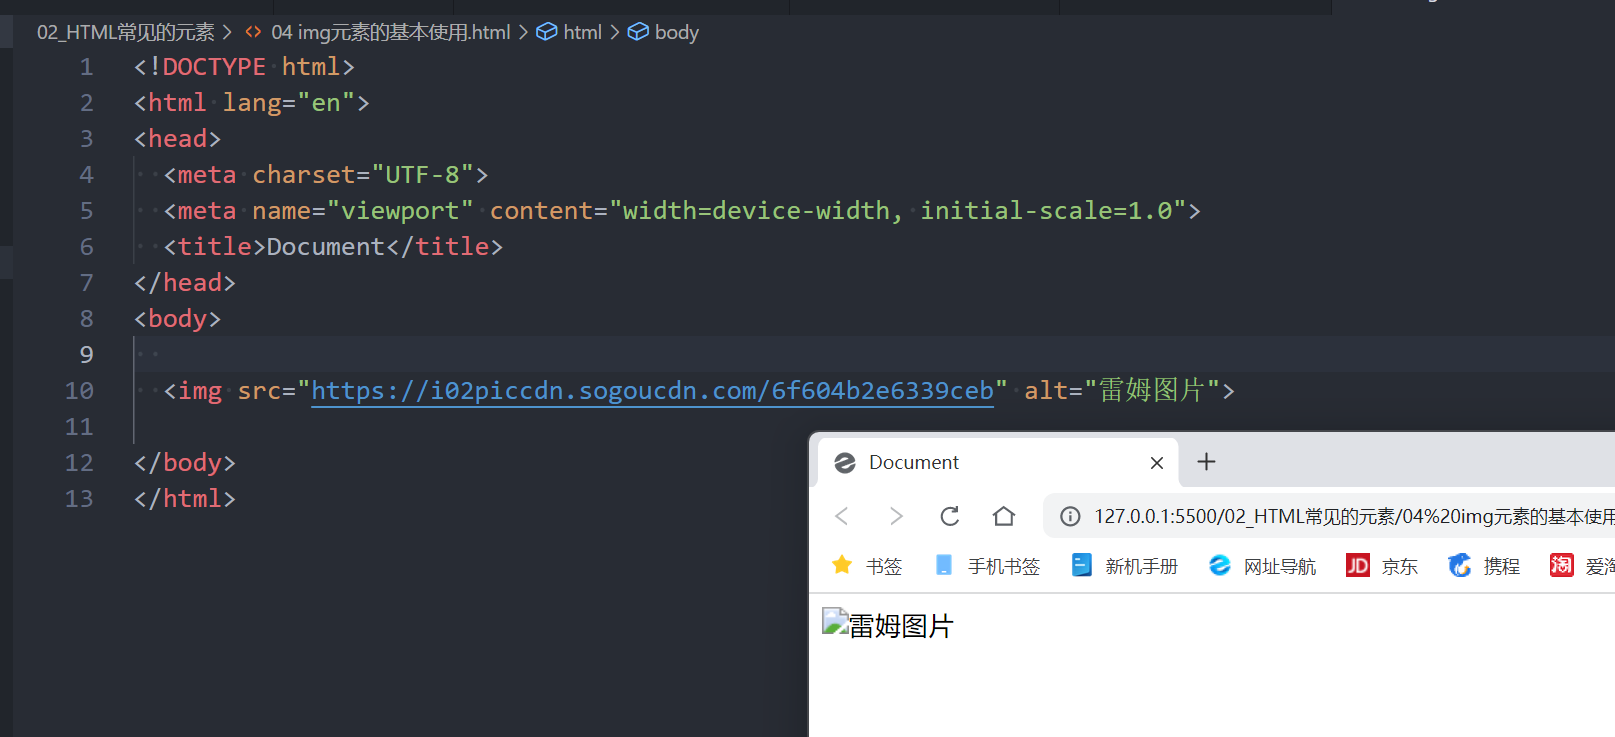 02_HTML常见的元素 > <> 04 img元素的基本使用.html > html > body
1 <!DOCTYPE html>
2 <html lang="en">
3 <head>
4 <meta charset="UTF-8">
5 <meta name="viewport" content="width=device-width, initial-scale=1.0">
6 <title>Document</title>
7 </head>
8 <body>
9
10 <img src="https://i02piccdn.sogoucdn.com/6f604b2e6339ceb" alt="雷姆图片">
11
12 </body>
13 </html>
Document
127.0.0.1:5500/02_HTML常见的元素/04%20img元素的基本使用
书签 手机书签 新机手册 网址导航 JD 京东 携程 淘 爱淘
雷姆图片